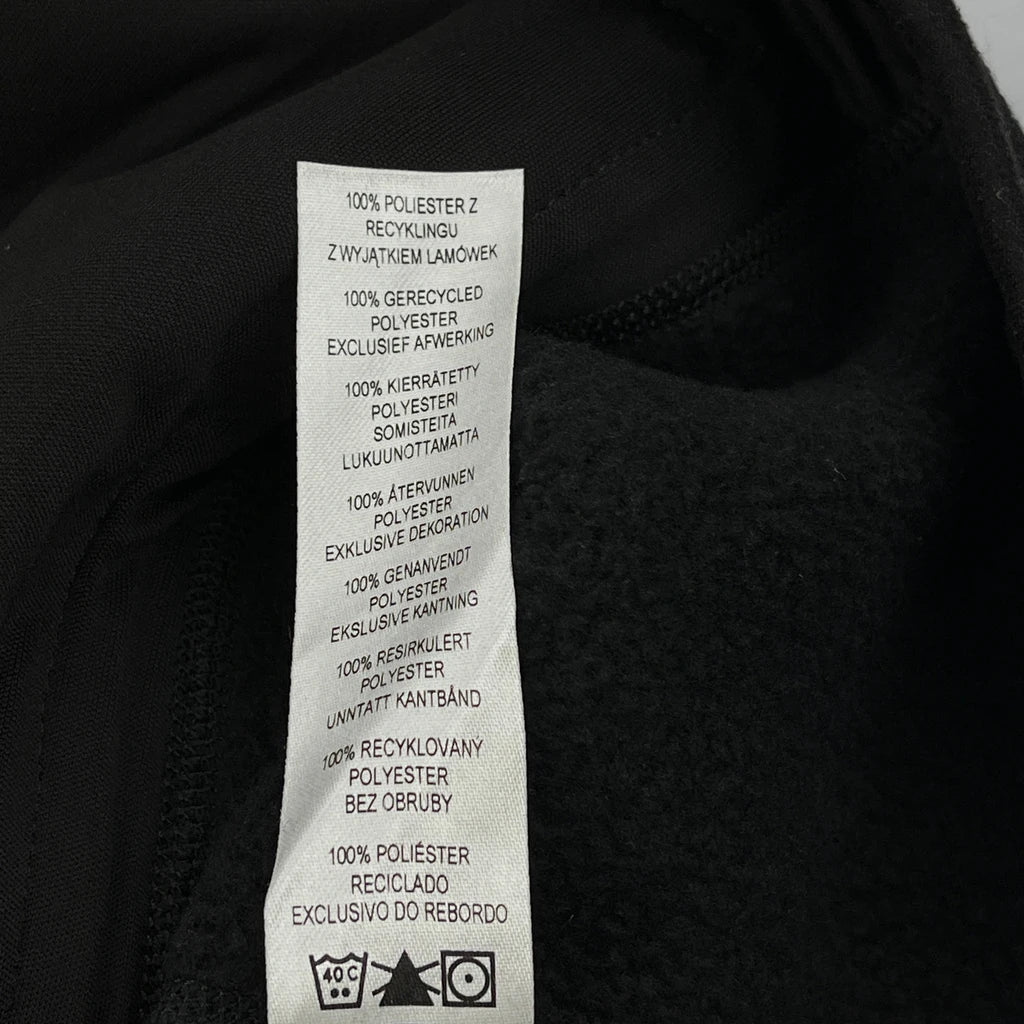 100% POLIESTER Z
RECYKLINGU
Z WYJĄTKIEM LAMÓWEK
100% GERECYCLED
POLYESTER
EXCLUSIEF AFWERKING
100% KIERRÄTETTY
POLYESTERI
SOMISTEITA
LUKUUNOTTAMATTA
100% ÅTERVUNNEN
POLYESTER
EXKLUSIVE DEKORATION
100% GENANVENDT
POLYESTER
EKSLUSIVE KANTNING
100% RESIRKULERT
POLYESTER
UNNTATT KANTBÅND
100% RECYKLOVANÝ
POLYESTER
BEZ OBRUBY
100% POLIÉSTER
RECICLADO
EXCLUSIVO DO REBORDO
40 C